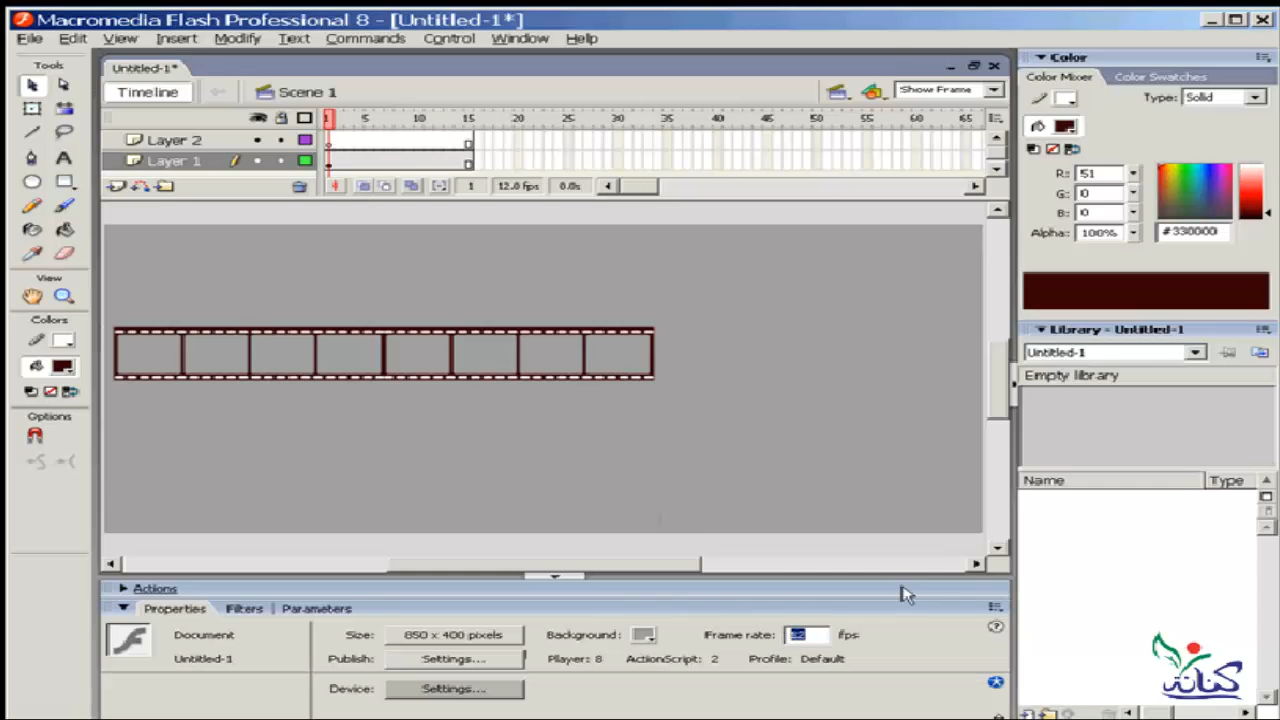 Macromedia Flash Professional 8 - [Untitled-1*]
File Edit View Insert Modify Text Commands Control Window Help
Tools
Untitled-1*
Timeline
Scene 1
Show Frame
1 5 10 15 20 25 30 35 40 45 50 55 60 65
Layer 2
Layer 1
1 12.0 fps 0.0s
View
Colors
Options
Color
Color Mixer
Color Swatches
Type: Solid
R: 51
G: 0
B: 0
Alpha: 100% #330000
Library - Untitled-1
Untitled-1
Empty library
Name Type
Actions
Properties Filters Parameters
Document Size: 850 x 400 pixels Background: Frame rate: fps
Untitled-1 Publish: Settings... Player: 8 ActionScript: 2 Profile: Default
Device: Settings...
كنانة